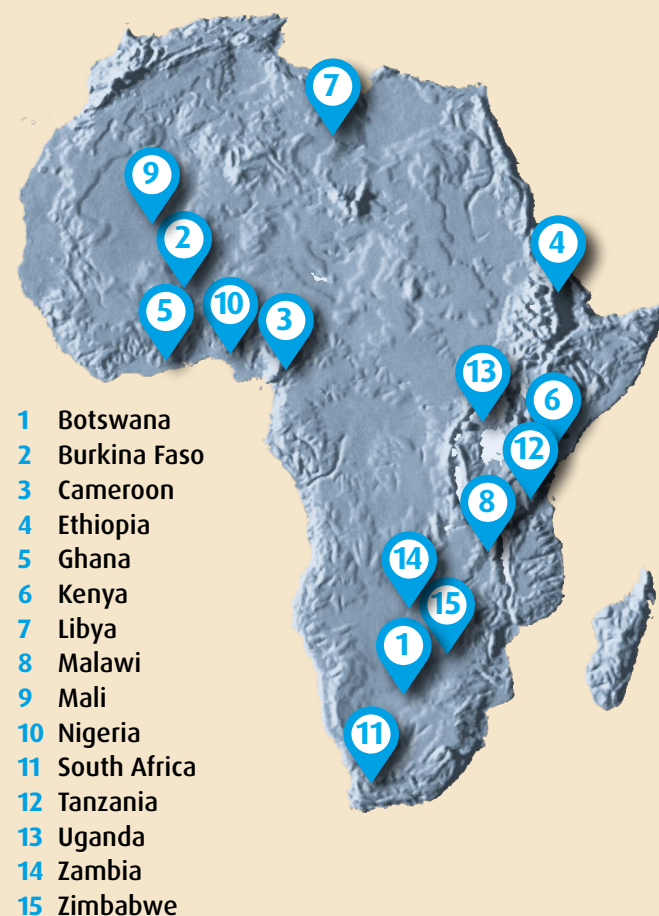 7
9
2
4
5
10
3
13
6
12
8
14
15
1
11
1 Botswana
2 Burkina Faso
3 Cameroon
4 Ethiopia
5 Ghana
6 Kenya
7 Libya
8 Malawi
9 Mali
10 Nigeria
11 South Africa
12 Tanzania
13 Uganda
14 Zambia
15 Zimbabwe